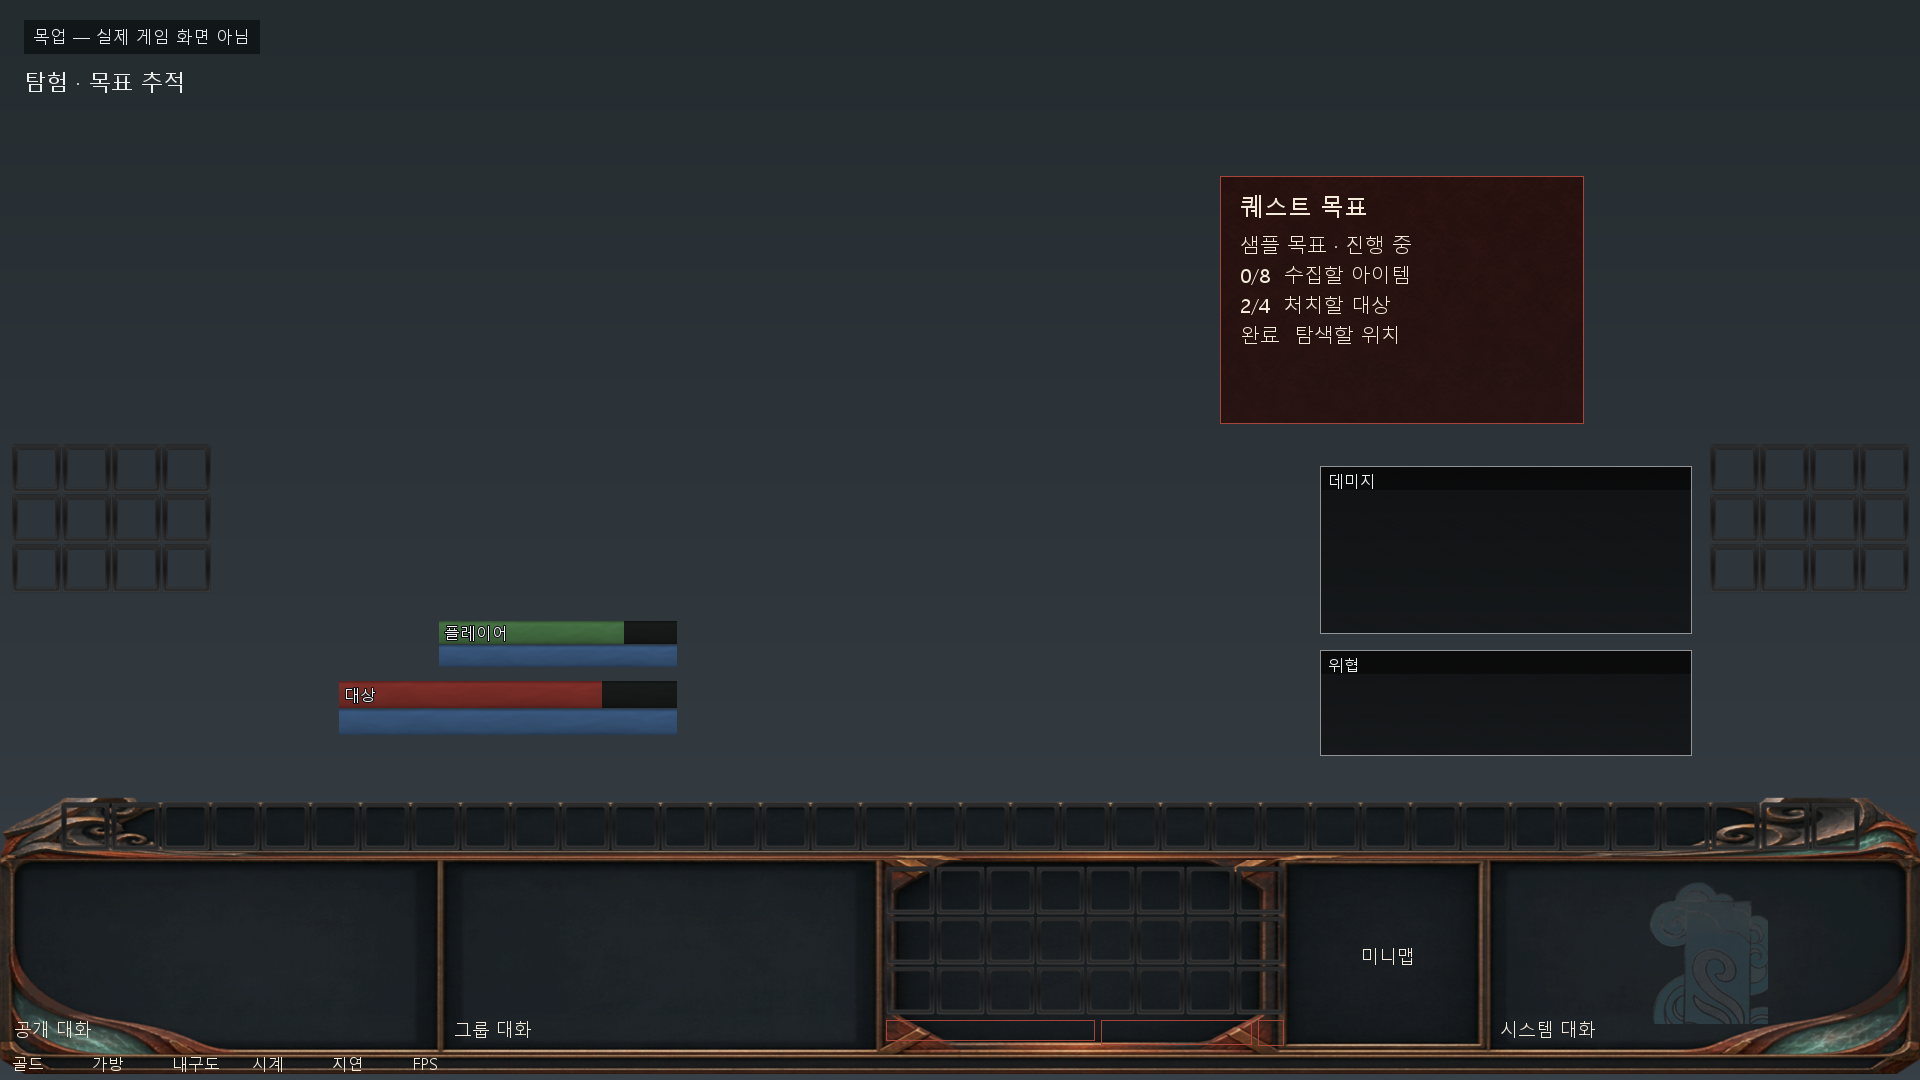 목업 — 실제 게임 화면 아님
탐험 · 목표 추적
퀘스트 목표
샘플 목표 · 진행 중
0/8 수집할 아이템
2/4 처치할 대상
완료 탐색할 위치
데미지
플레이어
위협
대상
미니맵
공개 대화
그룹 대화
시스템 대화
골드 가방 내구도 시계 지연 FPS